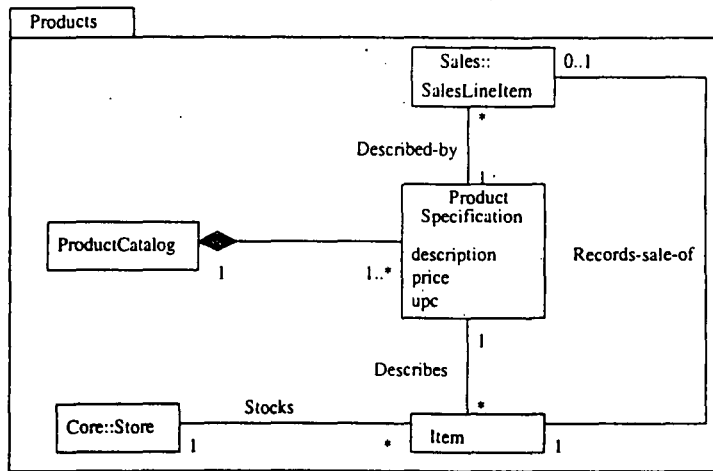 Products
Sales::
SalesLineItem
0..1
*
Described-by
1
Product
Specification
description
price
upc
ProductCatalog
1
1..*
Records-sale-of
1
Describes
*
Stocks
Core::Store
1
*
Item
1